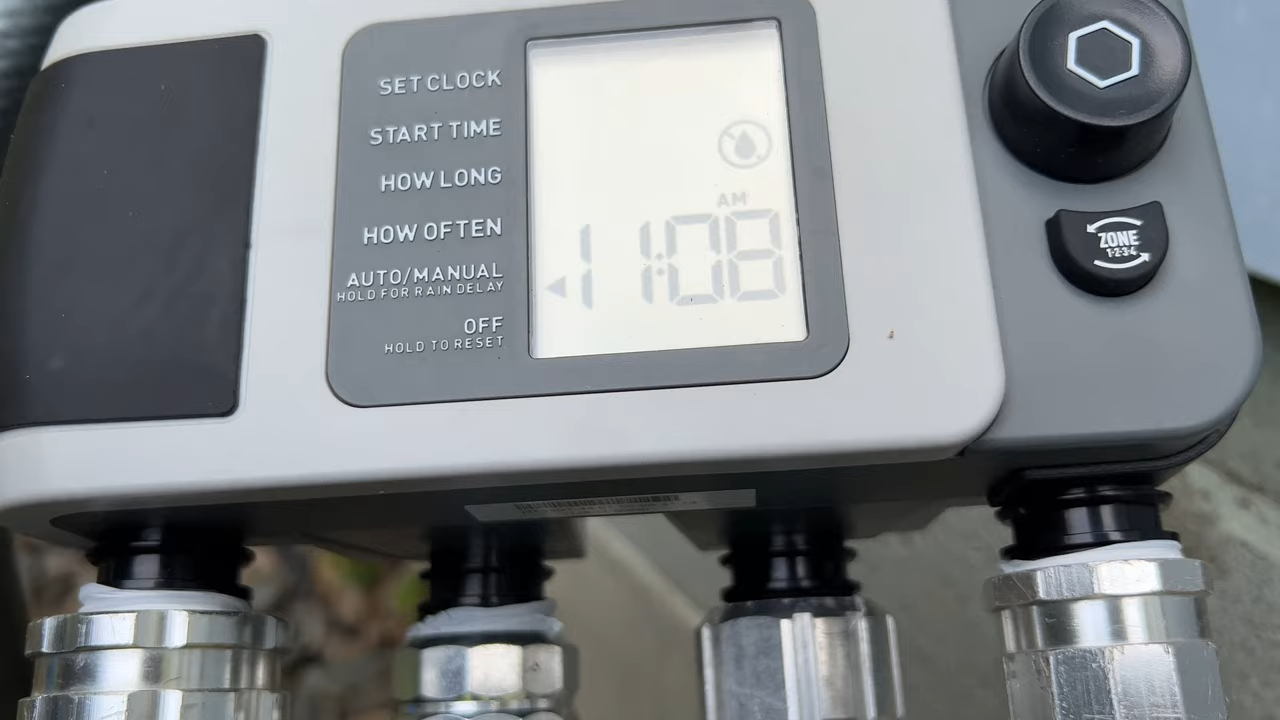 SET CLOCK
START TIME
HOW LONG
HOW OFTEN
AUTO/MANUAL
HOLD FOR RAIN DELAY
OFF
HOLD TO RESET
AM
11:08
ZONE
1·2·3·4